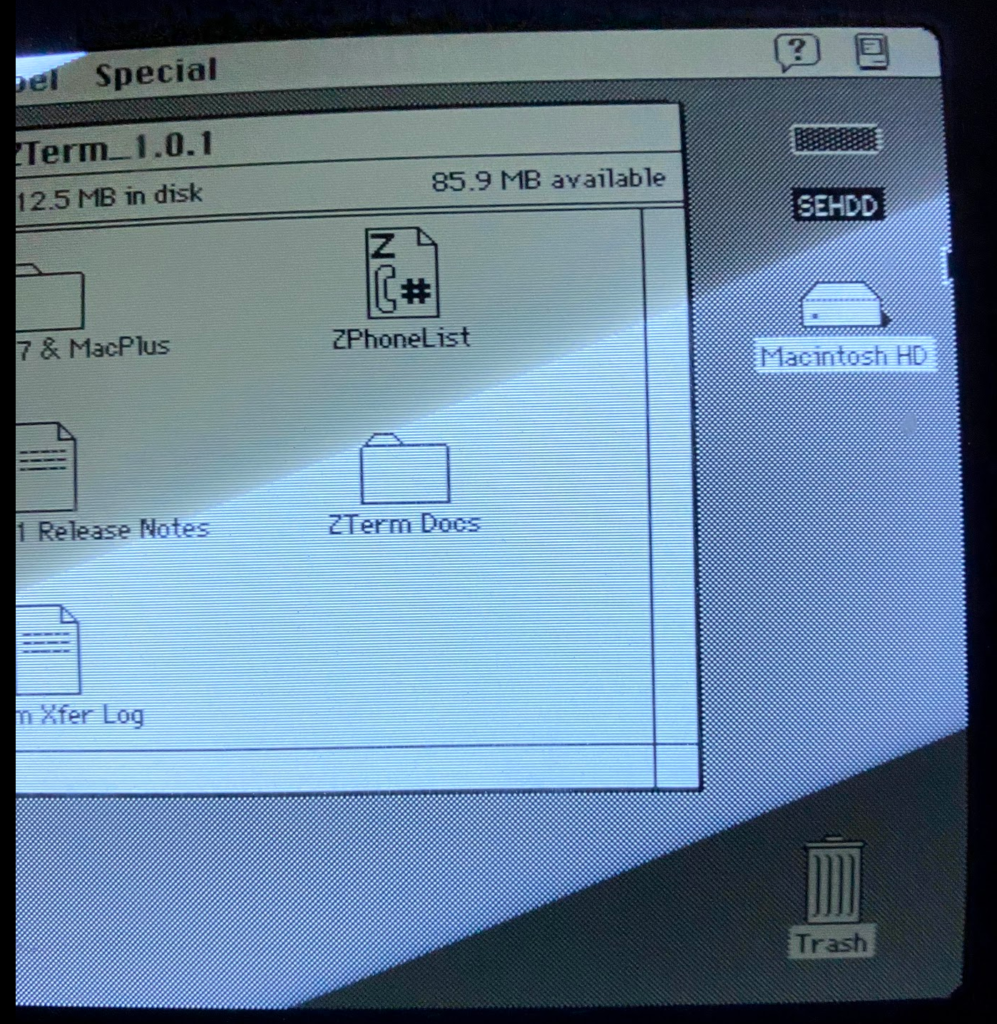 Special
?
ZTerm_1.0.1
12.5 MB in disk
85.9 MB available
SEHDD
Z
#
7 & MacPlus
ZPhoneList
Macintosh HD
1 Release Notes
ZTerm Docs
Xfer Log
Trash